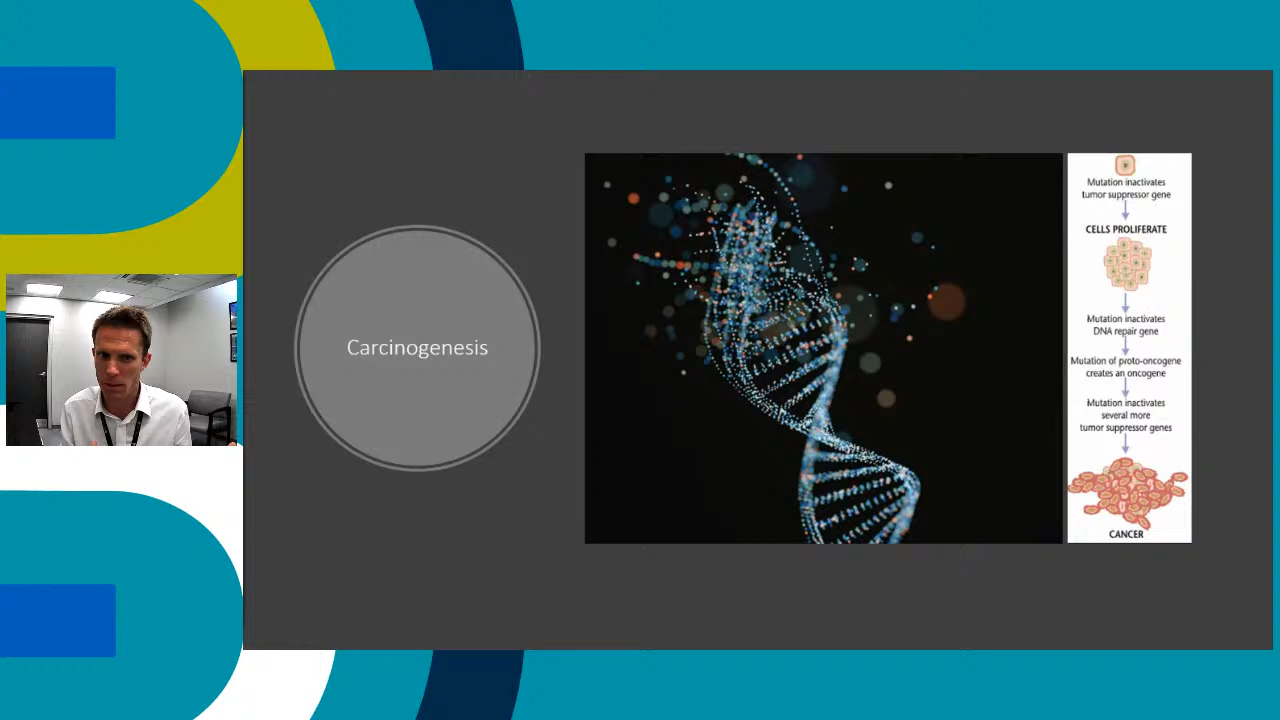 Carcinogenesis
Mutation inactivates
tumor suppressor gene
CELLS PROLIFERATE
Mutation inactivates
DNA repair gene
Mutation of proto-oncogene
creates an oncogene
Mutation inactivates
several more
tumor suppressor genes
CANCER